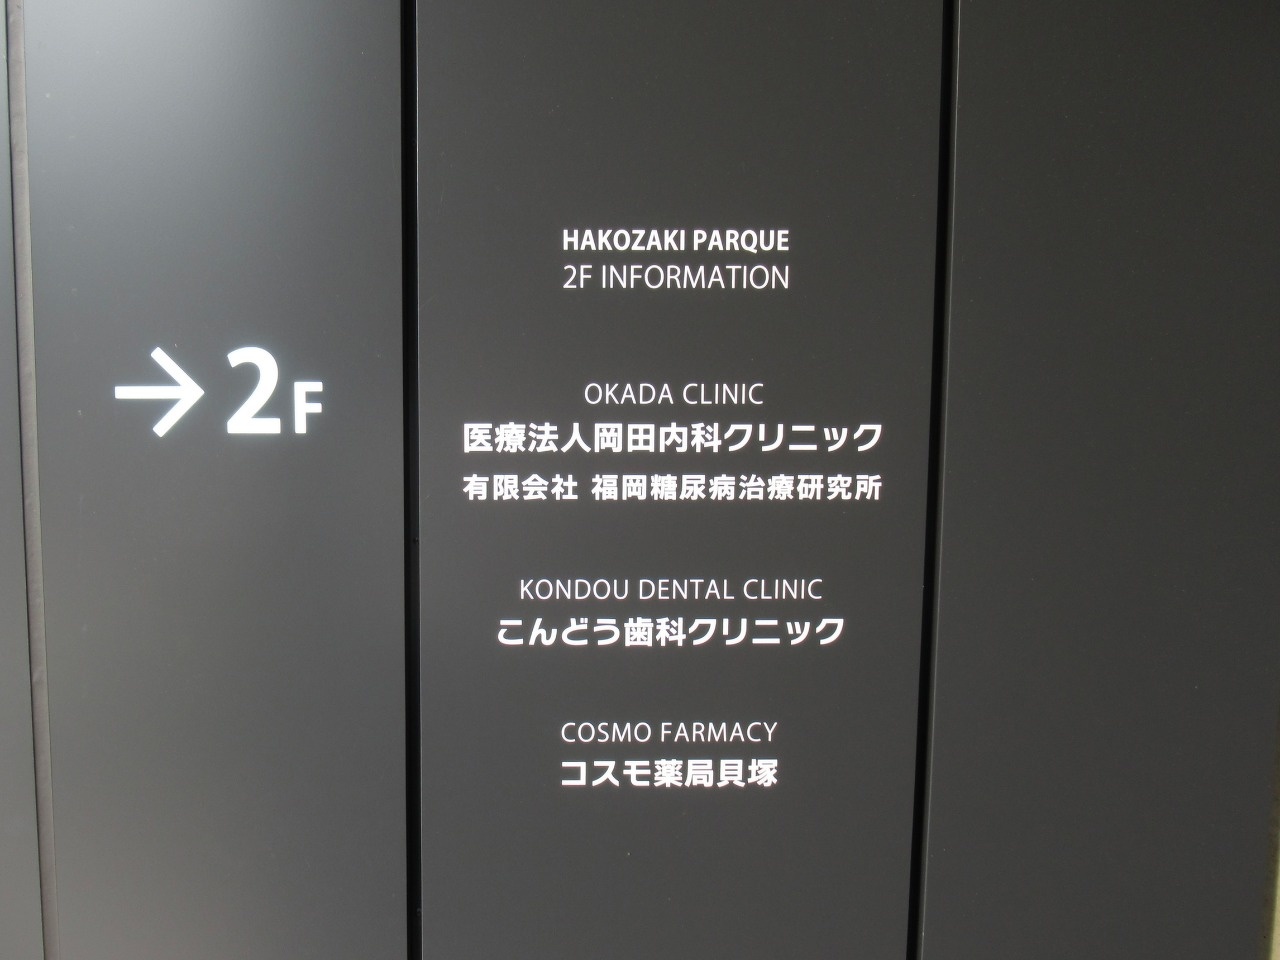 →2F
HAKOZAKI PARQUE
2F INFORMATION
OKADA CLINIC
医療法人岡田内科クリニック
有限会社 福岡糖尿病治療研究所
KONDOU DENTAL CLINIC
こんどう歯科クリニック
COSMO FARMACY
コスモ薬局貝塚